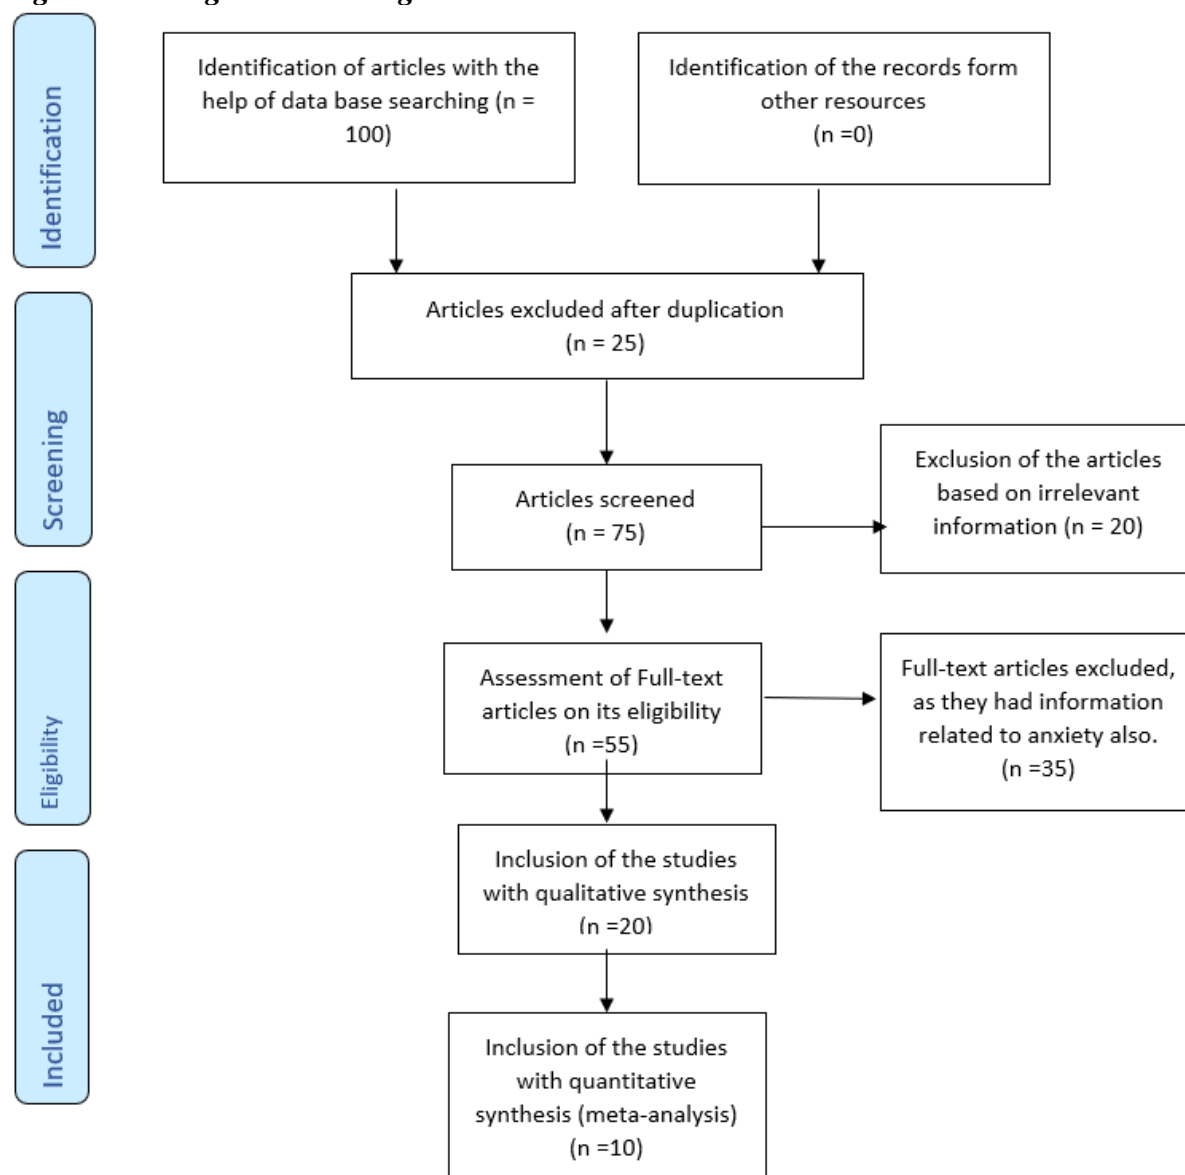 Identification
Identification of articles with the
help of data base searching (n =
100)
Identification of the records form
other resources
(n =0)
Articles excluded after duplication
(n = 25)
Screening
Articles screened
(n = 75)
Exclusion of the articles
based on irrelevant
information (n = 20)
Eligibility
Assessment of Full-text
articles on its eligibility
(n =55)
Full-text articles excluded,
as they had information
related to anxiety also.
(n =35)
Inclusion of the studies
with qualitative synthesis
(n =20)
Included
Inclusion of the studies
with quantitative
synthesis (meta-analysis)
(n =10)